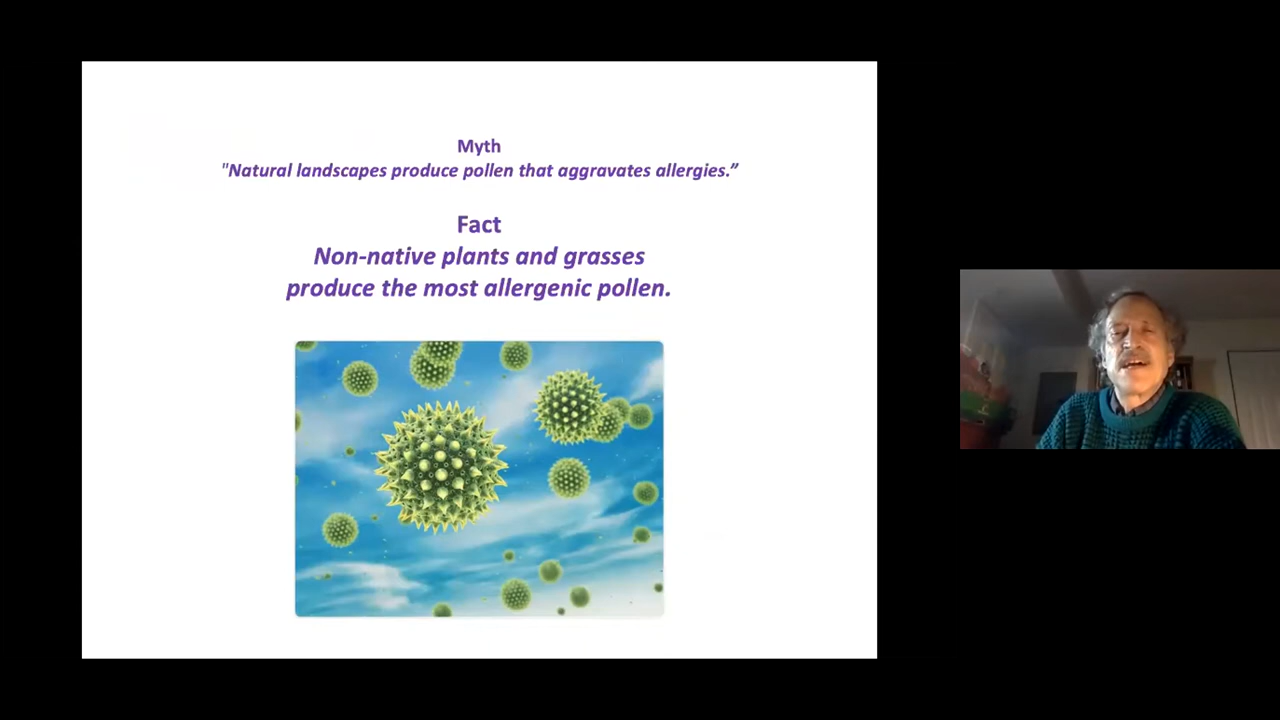 Myth
"Natural landscapes produce pollen that aggravates allergies.”
Fact
Non-native plants and grasses
produce the most allergenic pollen.